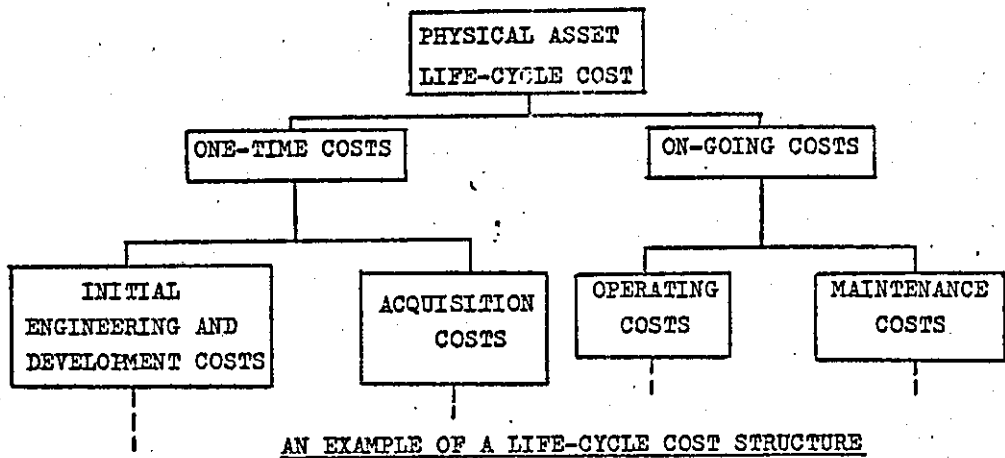 PHYSICAL ASSET
LIFE-CYCLE COST
ONE-TIME COSTS
ON-GOING COSTS
INITIAL
ENGINEERING AND
DEVELOPMENT COSTS
ACQUISITION
COSTS
OPERATING
COSTS
MAINTENANCE
COSTS
AN EXAMPLE OF A LIFE-CYCLE COST STRUCTURE